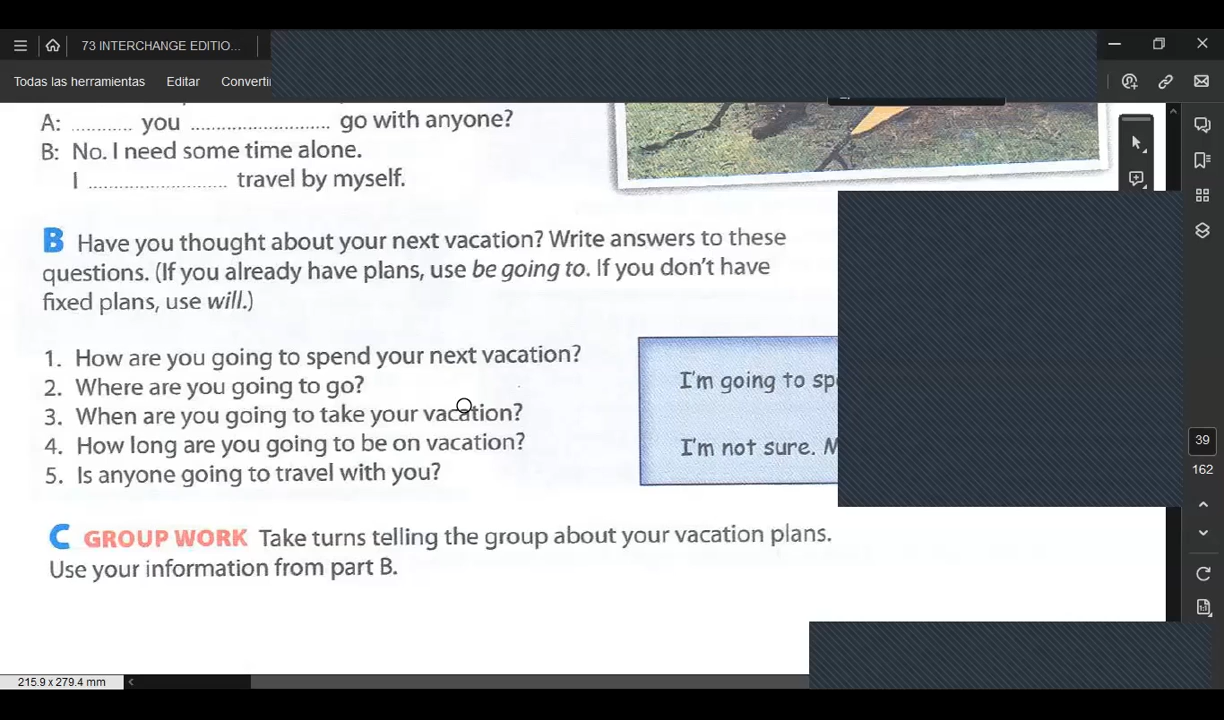 73 INTERCHANGE EDITIO...
Todas las herramientas Editar Converti
A: ............ you ............................ go with anyone?
B: No. I need some time alone.
I ............................ travel by myself.
B Have you thought about your next vacation? Write answers to these
questions. (If you already have plans, use be going to. If you don't have
fixed plans, use will.)
1. How are you going to spend your next vacation?
2. Where are you going to go?
3. When are you going to take your vacation?
4. How long are you going to be on vacation?
5. Is anyone going to travel with you?
I'm going to sp
I'm not sure. M
C GROUP WORK Take turns telling the group about your vacation plans.
Use your information from part B.
39
162
215.9 x 279.4 mm